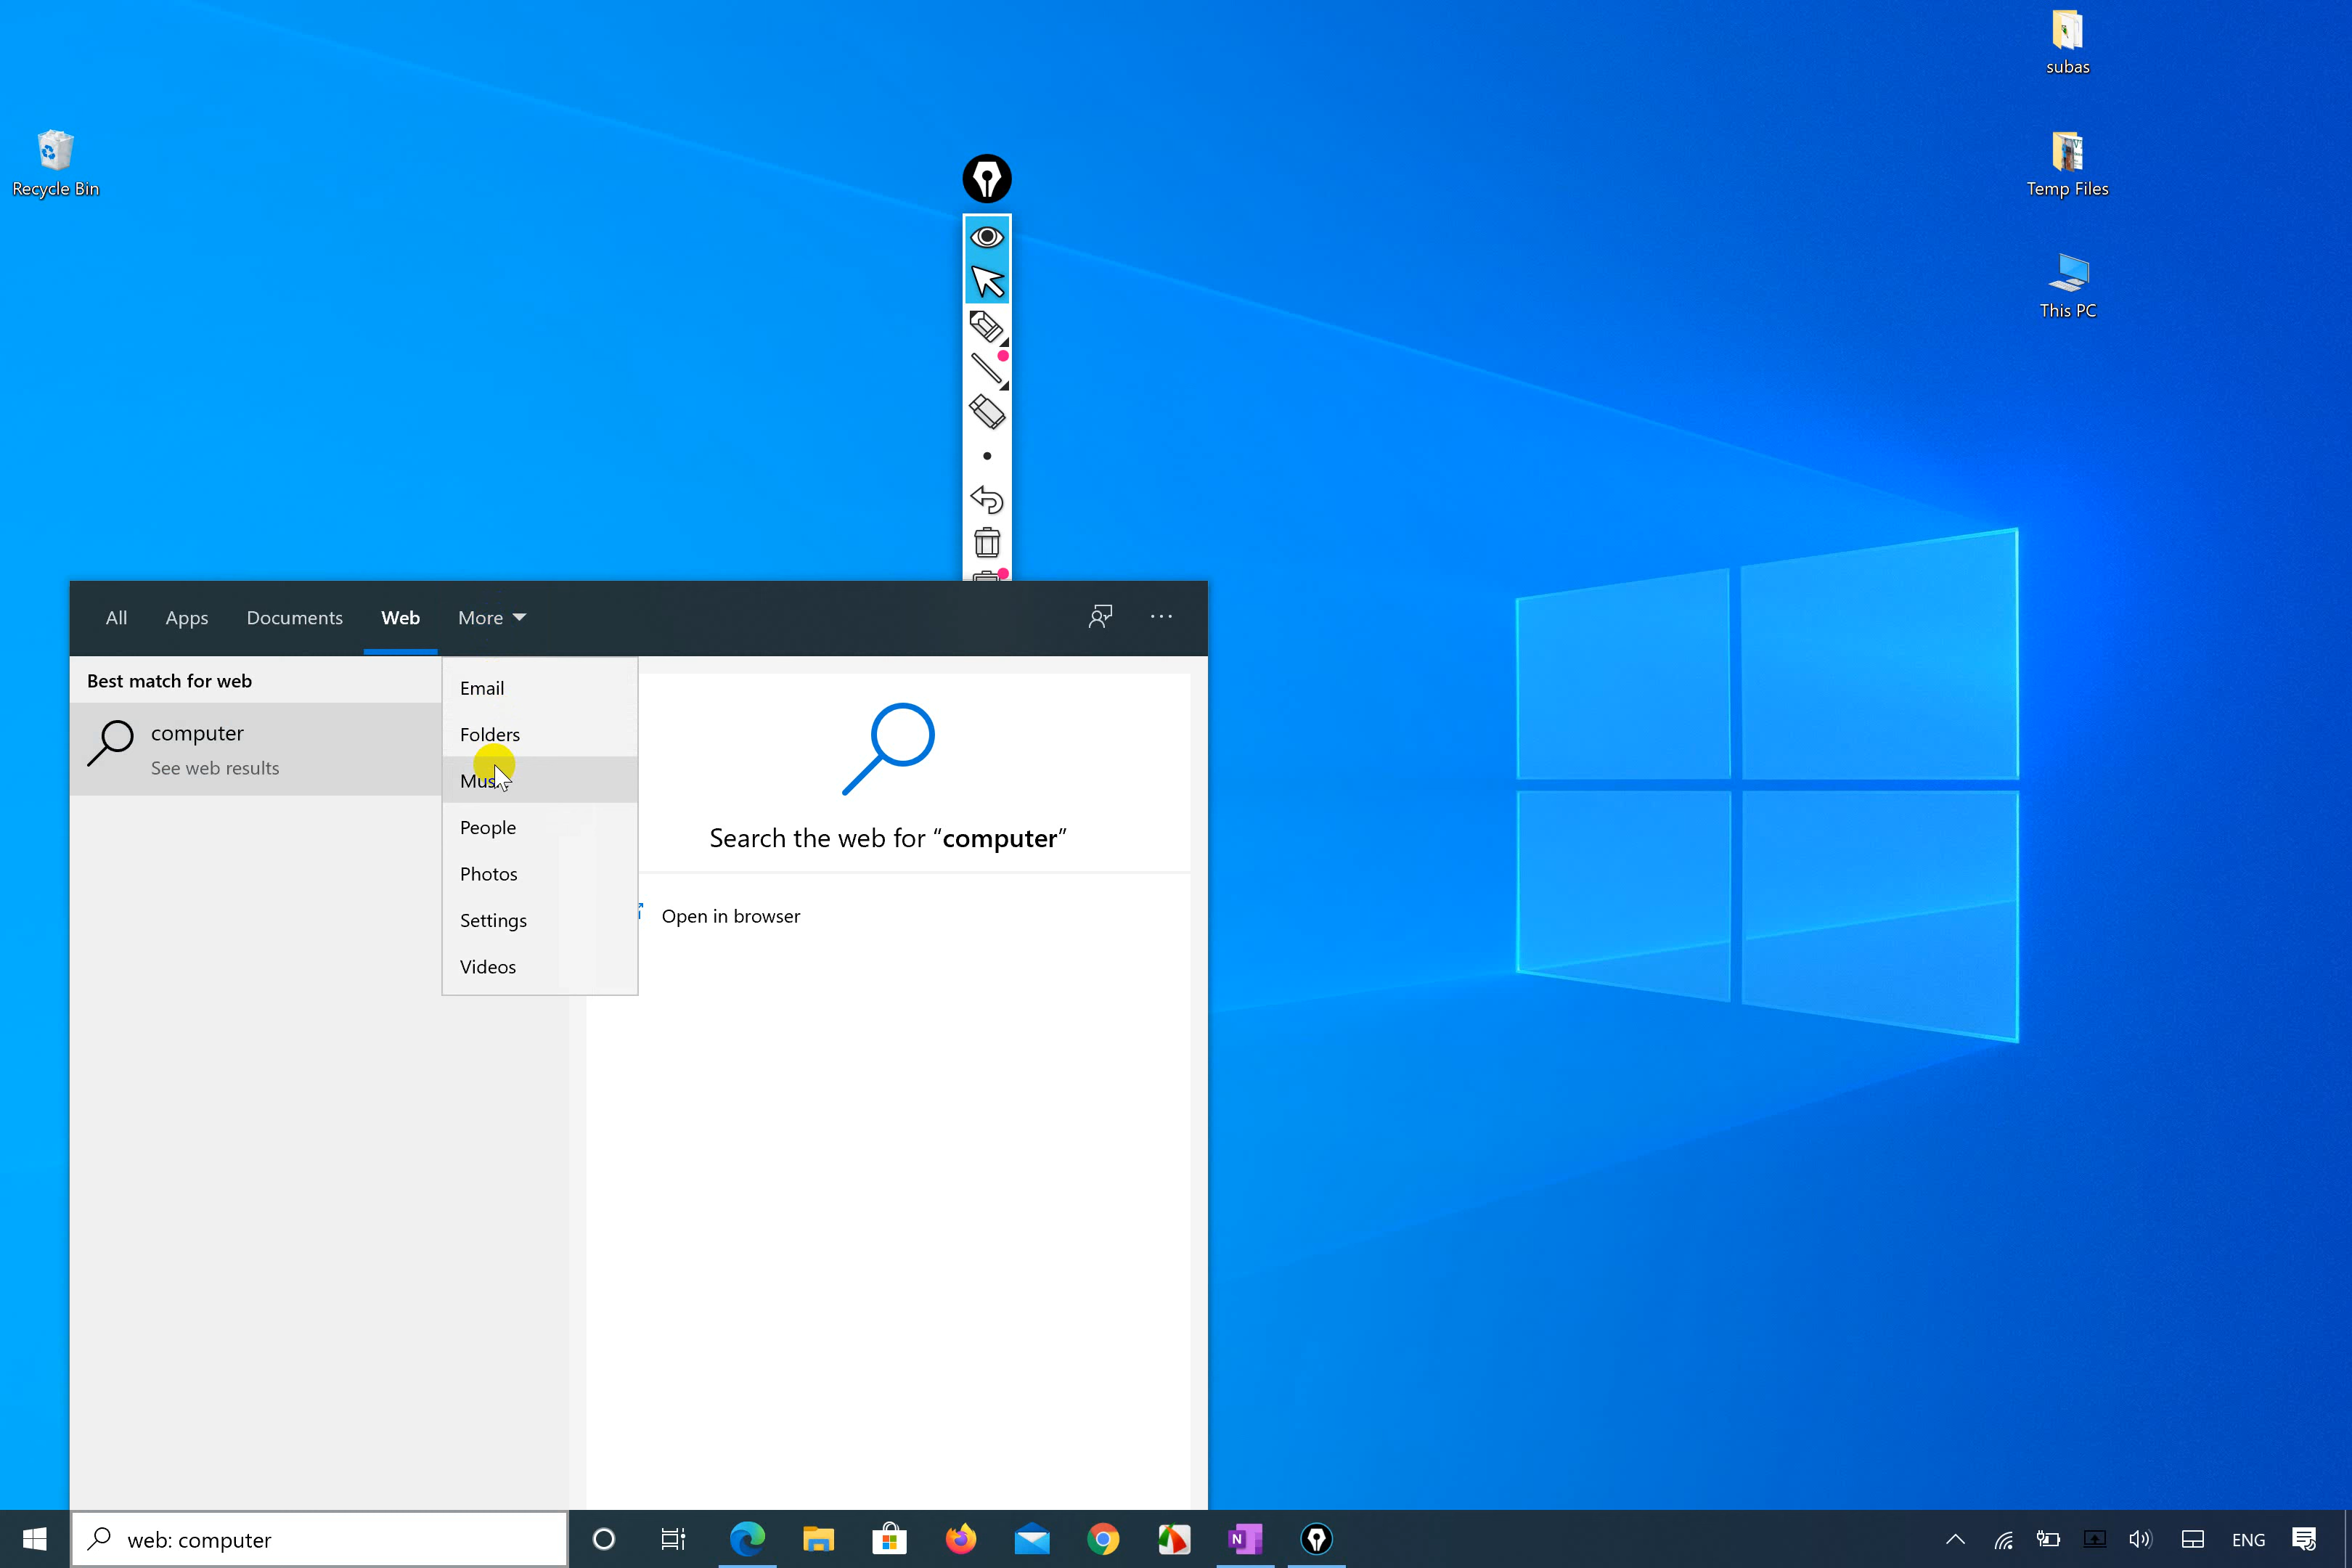 subas
Recycle Bin
Temp Files
This PC
All Apps Documents Web More
Best match for web
computer
See web results
Email
Folders
Music
People
Photos
Settings
Videos
Search the web for “computer”
Open in browser
web: computer
N
ENG